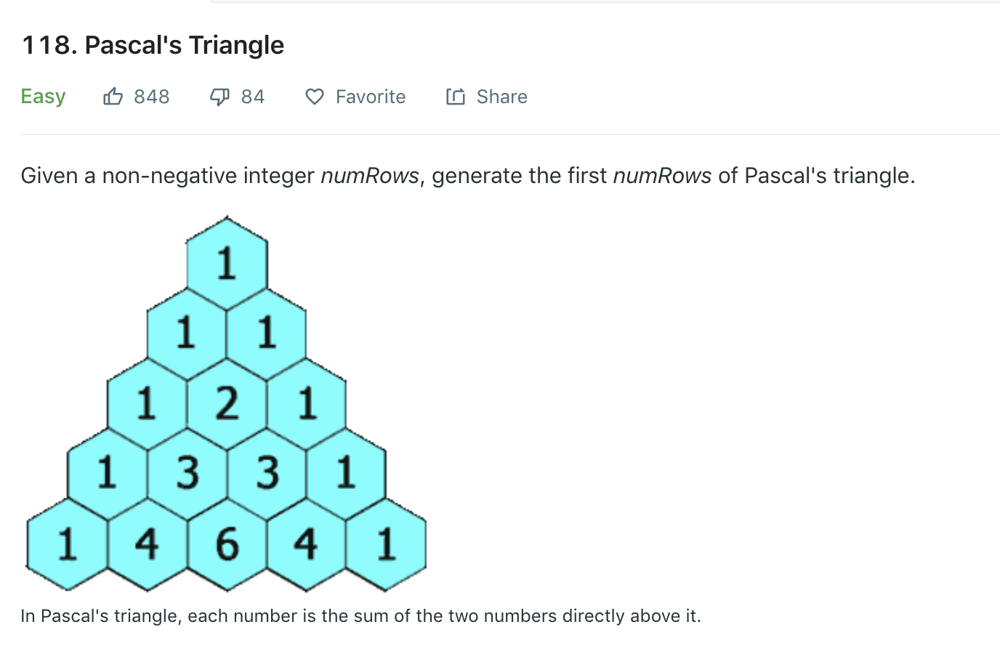 118. Pascal's Triangle
Easy 848 84 Favorite Share
Given a non-negative integer numRows, generate the first numRows of Pascal's triangle.
1
1 1
1 2 1
1 3 3 1
1 4 6 4 1
In Pascal's triangle, each number is the sum of the two numbers directly above it.